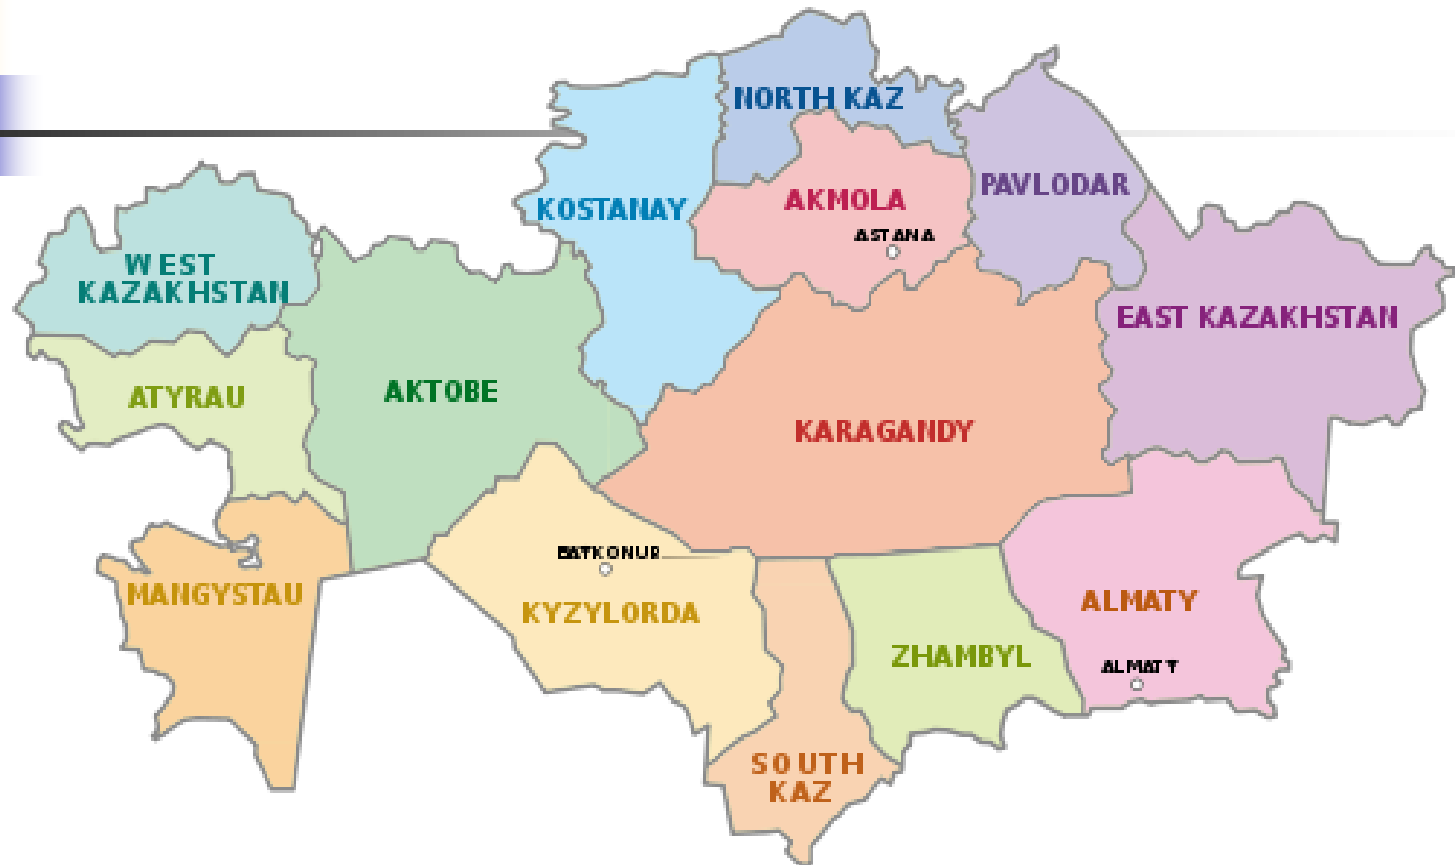 NORTH KAZ
PAVLODAR
AKMOLA
KOSTANAY
ASTANA
WEST
KAZAKHSTAN
EAST KAZAKHSTAN
ATYRAU
AKTOBE
KARAGANDY
BAYKONUR
MANGYSTAU
KYZYLORDA
ALMATY
ZHAMBYL
ALMATY
SOUTH
KAZ